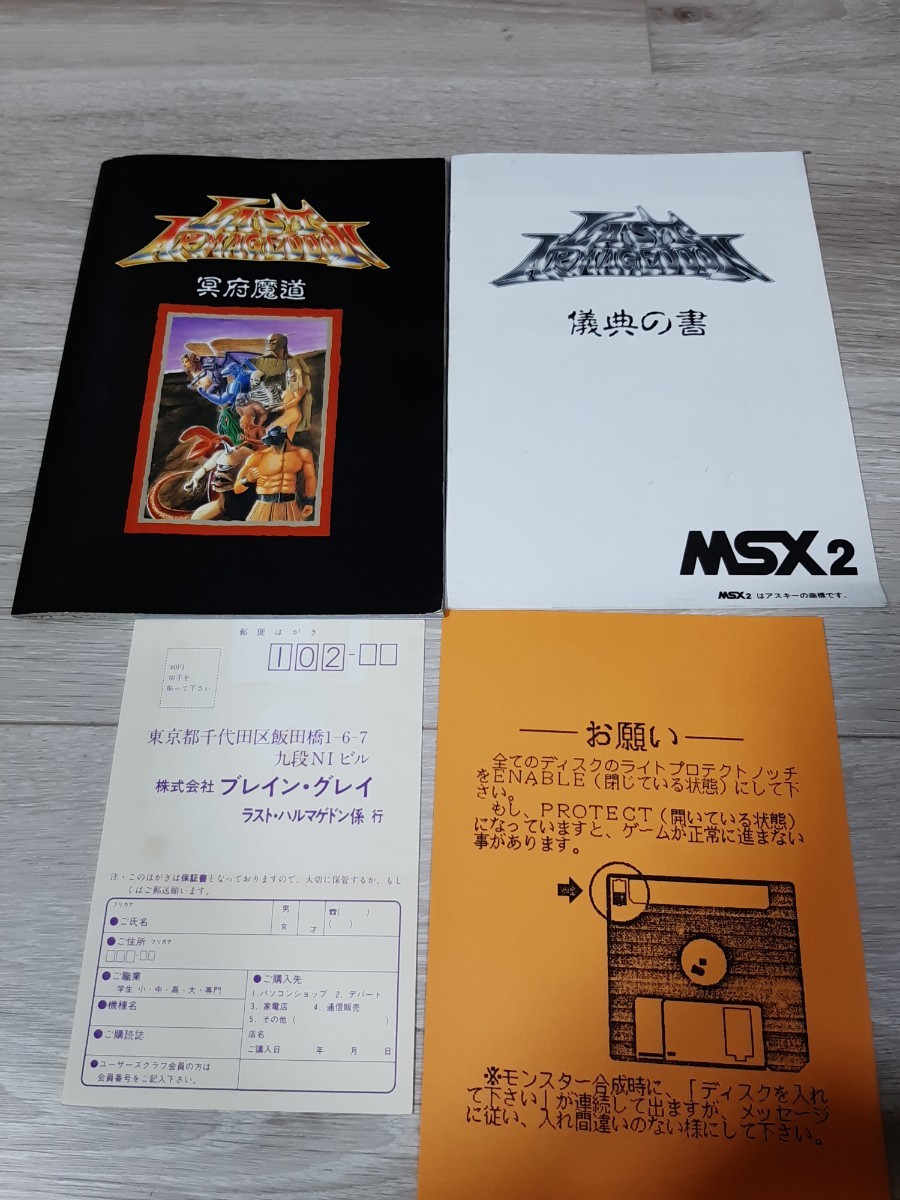 LAST ARMAGEDDON
冥府魔道
LAST ARMAGEDDON
儀典の書
MSX2
MSX2 はアスキーの商標です。
郵便はがき
102-□□
40円
切手を
貼って下さい
東京都千代田区飯田橋1-6-7
九段NIビル
株式会社 ブレイン・グレイ
ラスト・ハルマゲドン係 行
注・このはがきは保証書となっておりますので、大切に保管するか、もし
くはご郵送願います。
フリガナ
●ご氏名
男・女
才
☎( )
( )
●ご住所 フリガナ
□□□-□□
●ご職業
学生 小・中・高・大・専門
●機種名
●ご購読誌
●ユーザーズクラブ会員の方は
会員番号をご記入下さい。
●ご購入先
1.パソコンショップ 2.デパート
3.家電店 4.通信販売
5.その他( )
店名
ご購入日 年 月 日
お願い
全てのディスクのライトプロテクトノッチ
をENABLE(閉じている状態)にして下
さい。
もし、PROTECT(開いている状態)
になっていますと、ゲームが正常に進まない
事があります。
※モンスター合成時に、「ディスクを入れ
て下さい」が連続して出ますが、メッセージ
に従い、入れ間違いのない様にして下さい。